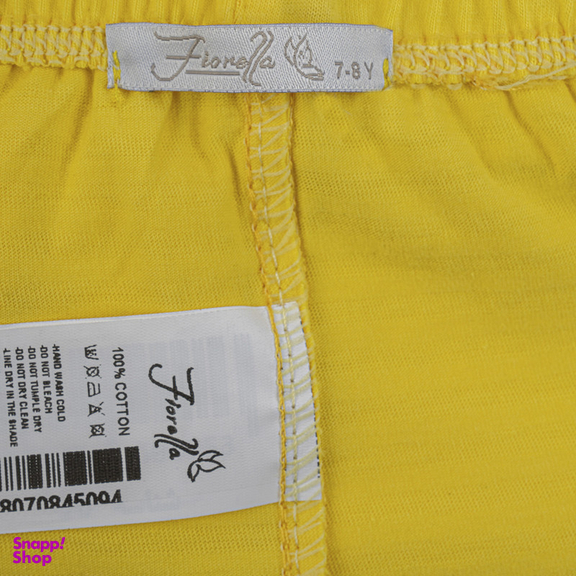 Fiorella
7-8 Y
Fiorella
100% COTTON
-HAND WASH COLD
-DO NOT BLEACH
-DO NOT TUMPLE DRY
-DO NOT DRY CLEAN
-LINE DRY IN THE SHADE
8070845094
Snapp!
Shop